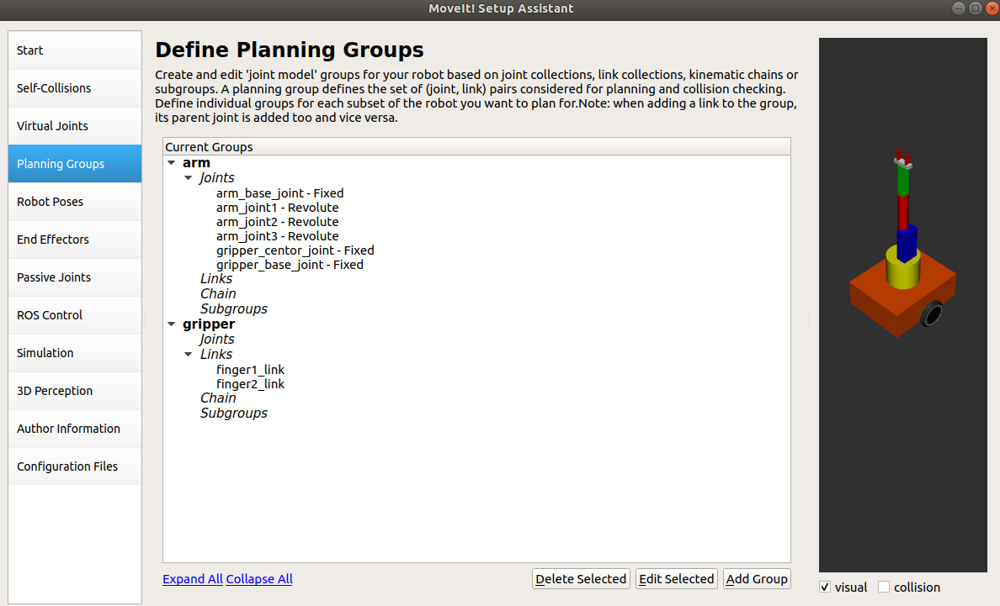 MoveIt! Setup Assistant
Start
Self-Collisions
Virtual Joints
Planning Groups
Robot Poses
End Effectors
Passive Joints
ROS Control
Simulation
3D Perception
Author Information
Configuration Files
Define Planning Groups
Create and edit 'joint model' groups for your robot based on joint collections, link collections, kinematic chains or
subgroups. A planning group defines the set of (joint, link) pairs considered for planning and collision checking.
Define individual groups for each subset of the robot you want to plan for.Note: when adding a link to the group,
its parent joint is added too and vice versa.
Current Groups
arm
Joints
arm_base_joint - Fixed
arm_joint1 - Revolute
arm_joint2 - Revolute
arm_joint3 - Revolute
gripper_centor_joint - Fixed
gripper_base_joint - Fixed
Links
Chain
Subgroups
gripper
Joints
Links
finger1_link
finger2_link
Chain
Subgroups
Expand All Collapse All
Delete Selected
Edit Selected
Add Group
visual
collision